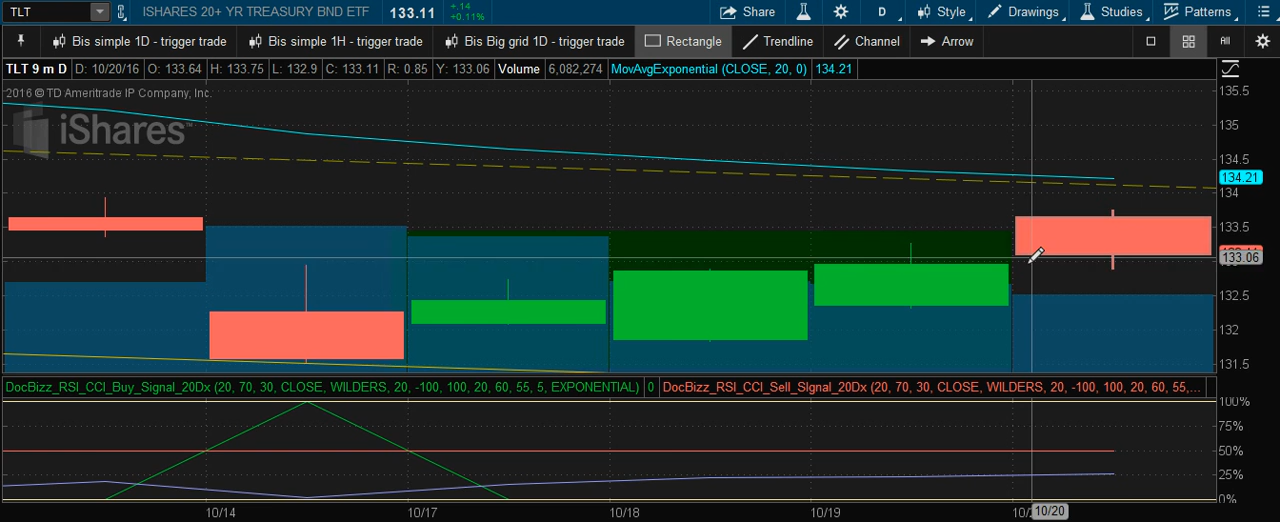 TLT ISHARES 20+ YR TREASURY BND ETF 133.11 +.14 +0.11% Share D Style Drawings Studies Patterns
Bis simple 1D - trigger trade Bis simple 1H - trigger trade Bis Big grid 1D - trigger trade Rectangle Trendline Channel Arrow All
TLT 9 m D D: 10/20/16 O: 133.64 H: 133.75 L: 132.9 C: 133.11 R: 0.85 Y: 133.06 Volume 6,082,274 MovAvgExponential (CLOSE, 20, 0) 134.21
2016 © TD Ameritrade IP Company, Inc.
iShares™
135.5
135
134.5
134.21
134
133.5
133.06
132.5
132
131.5
DocBizz_RSI_CCI_Buy_Signal_20Dx (20, 70, 30, CLOSE, WILDERS, 20, -100, 100, 20, 60, 55, 5, EXPONENTIAL) 0 DocBizz_RSI_CCI_Sell_SIgnal_20Dx (20, 70, 30, CLOSE, WILDERS, 20, -100, 100, 20, 60, 55,...
100%
75%
50%
25%
0%
10/14 10/17 10/18 10/19 10/20